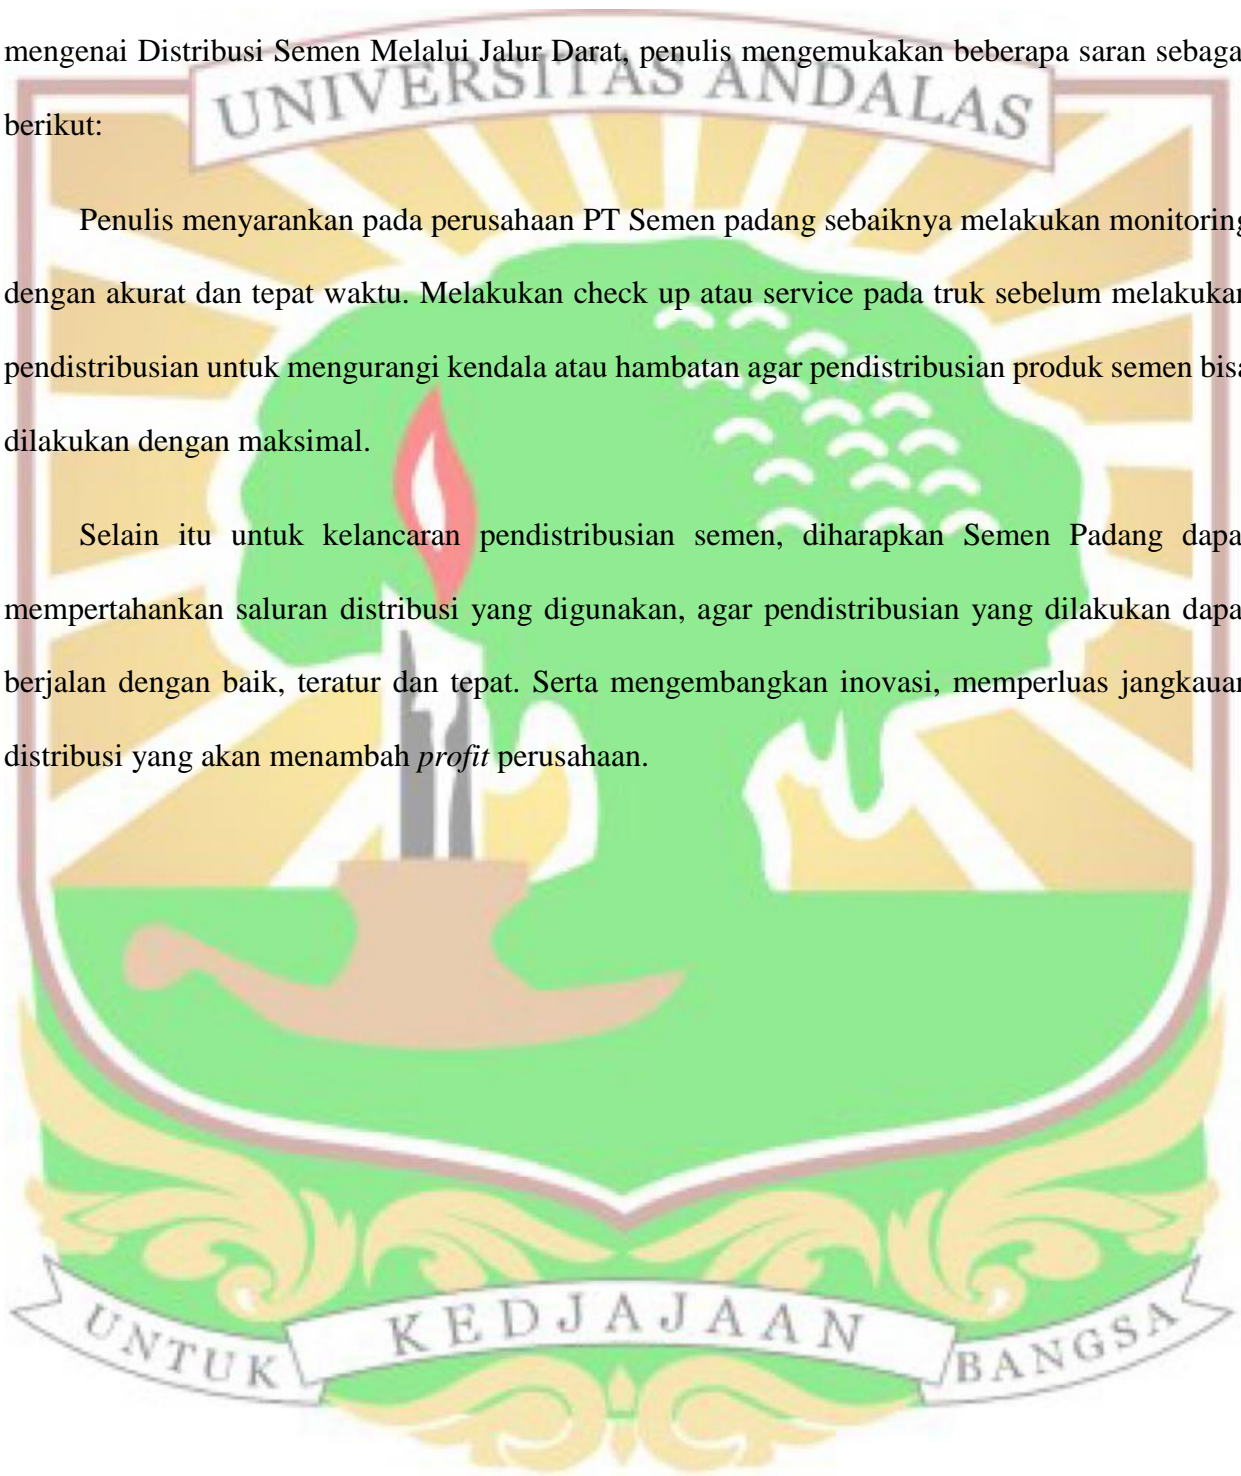 mengenai Distribusi Semen Melalui Jalur Darat, penulis mengemukakan beberapa saran sebaga
UNIVERSITAS ANDALAS
berikut:
Penulis menyarankan pada perusahaan PT Semen padang sebaiknya melakukan monitoring
dengan akurat dan tepat waktu. Melakukan check up atau service pada truk sebelum melakukan
pendistribusian untuk mengurangi kendala atau hambatan agar pendistribusian produk semen bisa
dilakukan dengan maksimal.
Selain itu untuk kelancaran pendistribusian semen, diharapkan Semen Padang dapa
mempertahankan saluran distribusi yang digunakan, agar pendistribusian yang dilakukan dapa
berjalan dengan baik, teratur dan tepat. Serta mengembangkan inovasi, memperluas jangkauan
distribusi yang akan menambah profit perusahaan.
UNTUK KEDJAJAAN BANGSA